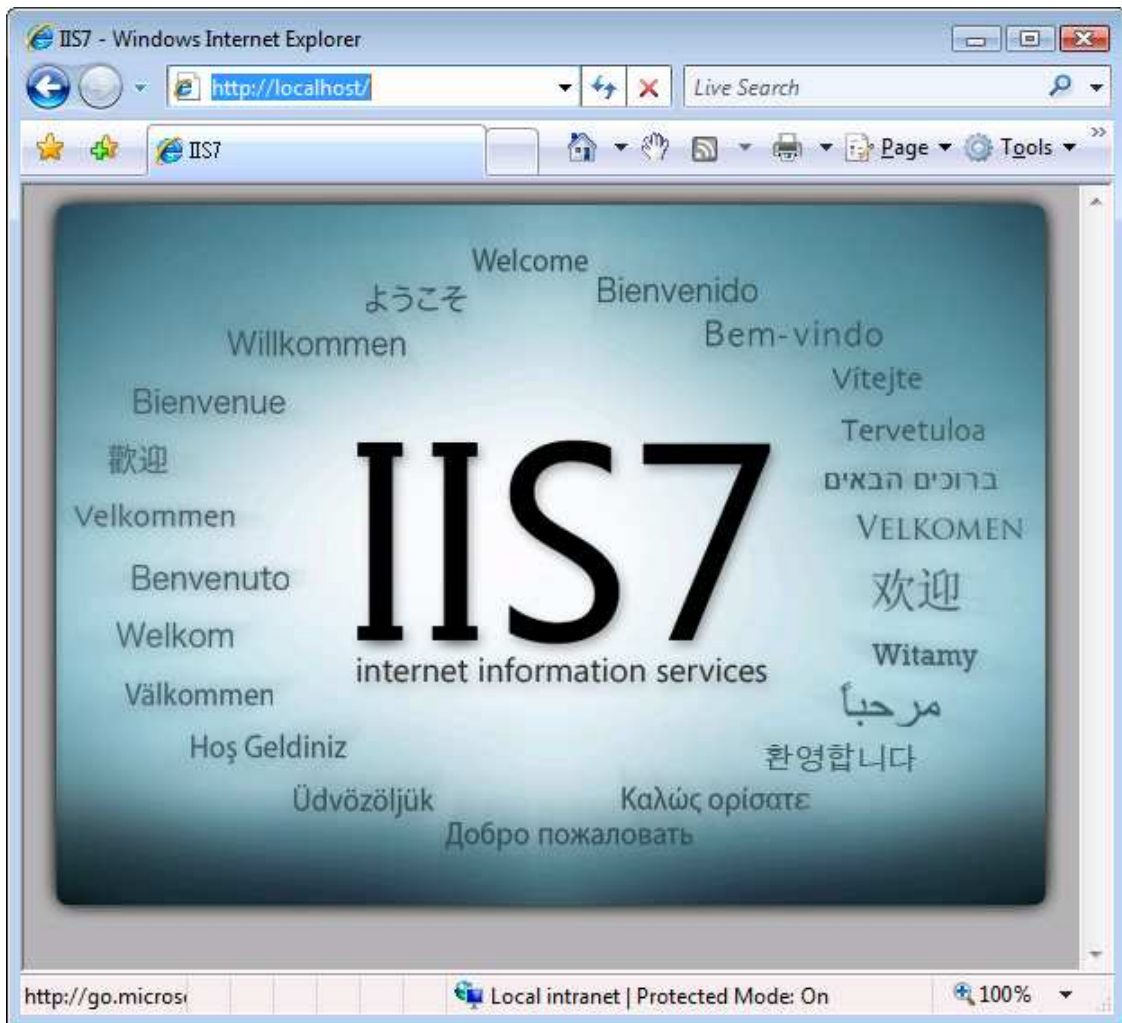 IIS7 - Windows Internet Explorer
http://localhost/
Live Search
IIS7
Page
Tools
Welcome
ようこそ
Bienvenido
Willkommen
Bem-vindo
Vítejte
Bienvenue
Tervetuloa
歡迎
ברוכים הבאים
Velkommen
VELKOMEN
IIS7
Benvenuto
欢迎
Welkom
Witamy
internet information services
Välkommen
مرحباً
Hoş Geldiniz
환영합니다
Üdvözöljük
Καλώς ορίσατε
Добро пожаловать
http://go.micros
Local intranet | Protected Mode: On
100%